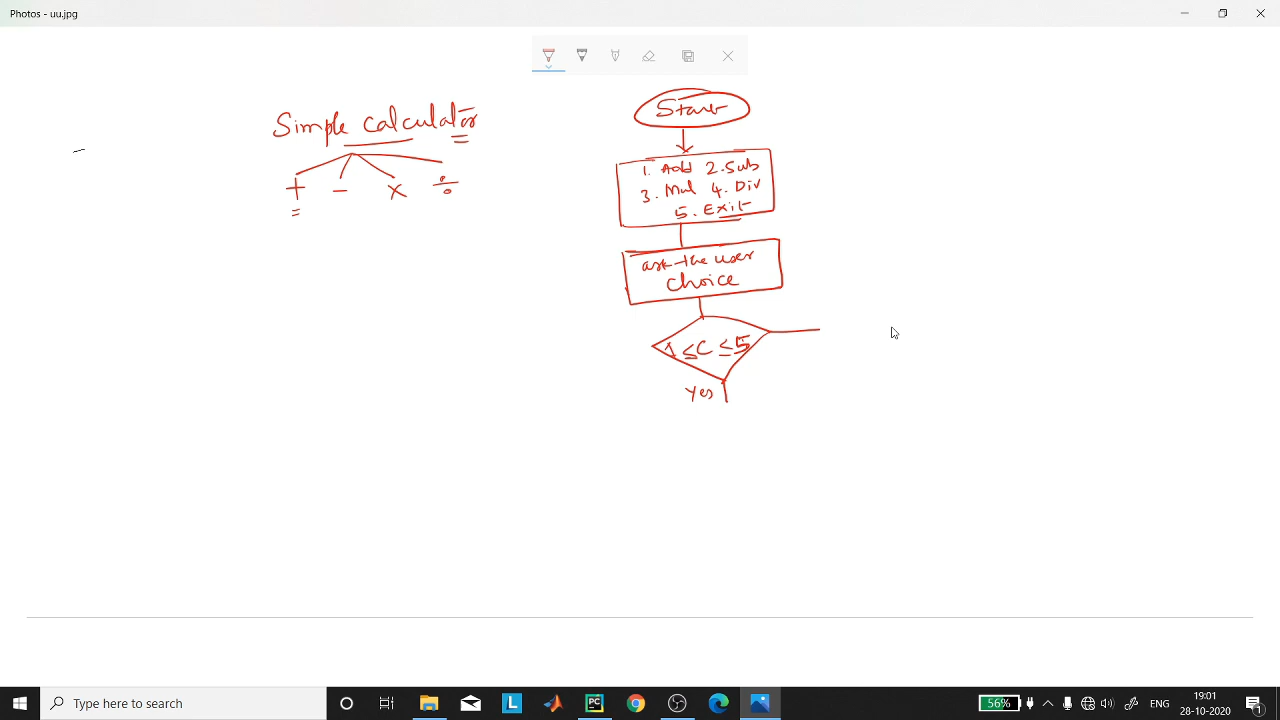 Photos - uu.jpg
Simple calculator
+ - × ÷
=
Start
1. Add 2. Sub
3. Mul 4. Div
5. Exit
ask the user
choice
1 ≤ C ≤ 5
Yes
Type here to search
56%
19:01
28-10-2020